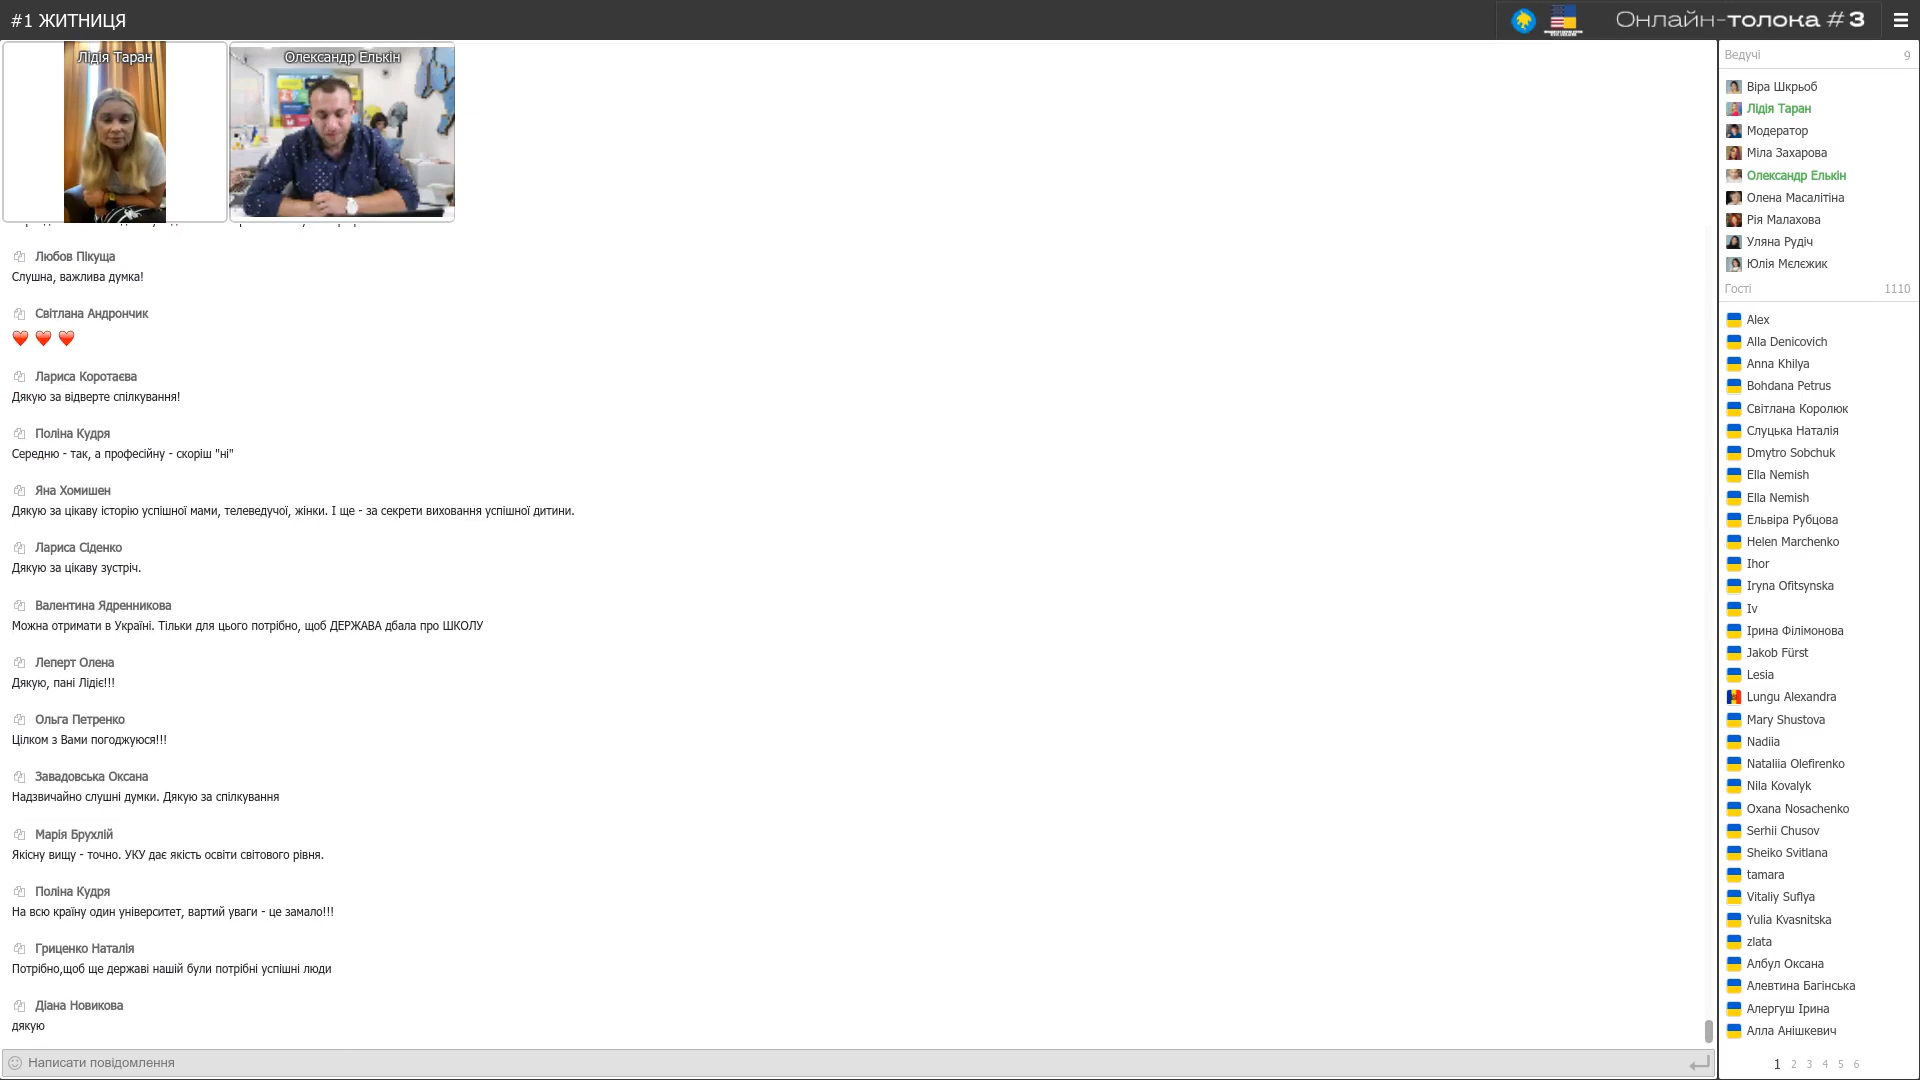 #1 ЖИТНИЦЯ
Онлайн-толока #3
Лідія Таран
Олександр Елькін
Любов Пікуща
Слушна, важлива думка!
Світлана Андрончик
Лариса Коротаєва
Дякую за відверте спілкування!
Поліна Кудря
Середню - так, а професійну - скоріш "ні"
Яна Хомишен
Дякую за цікаву історію успішної мами, телеведучої, жінки. І ще - за секрети виховання успішної дитини.
Лариса Сіденко
Дякую за цікаву зустріч.
Валентина Ядренникова
Можна отримати в Україні. Тільки для цього потрібно, щоб ДЕРЖАВА дбала про ШКОЛУ
Леперт Олена
Дякую, пані Лідіє!!!
Ольга Петренко
Цілком з Вами погоджуюся!!!
Завадовська Оксана
Надзвичайно слушні думки. Дякую за спілкування
Марія Брухлій
Якісну вищу - точно. УКУ дає якість освіти світового рівня.
Поліна Кудря
На всю країну один університет, вартий уваги - це замало!!!
Гриценко Наталія
Потрібно,щоб ще державі нашій були потрібні успішні люди
Діана Новикова
дякую
Написати повідомлення
Ведучі 9
Віра Шкрьоб
Лідія Таран
Модератор
Міла Захарова
Олександр Елькін
Олена Масалітіна
Рія Малахова
Уляна Рудіч
Юлія Мєлєжик
Гості 1110
Alex
Alla Denicovich
Anna Khilya
Bohdana Petrus
Світлана Королюк
Слуцька Наталія
Dmytro Sobchuk
Ella Nemish
Ella Nemish
Ельвіра Рубцова
Helen Marchenko
Ihor
Iryna Ofitsynska
Iv
Ірина Філімонова
Jakob Fürst
Lesia
Lungu Alexandra
Mary Shustova
Nadiia
Nataliia Olefirenko
Nila Kovalyk
Oxana Nosachenko
Serhii Chusov
Sheiko Svitlana
tamara
Vitaliy Suflya
Yulia Kvasnitska
zlata
Албул Оксана
Алевтина Багінська
Алергуш Ірина
Алла Анішкевич
1 2 3 4 5 6